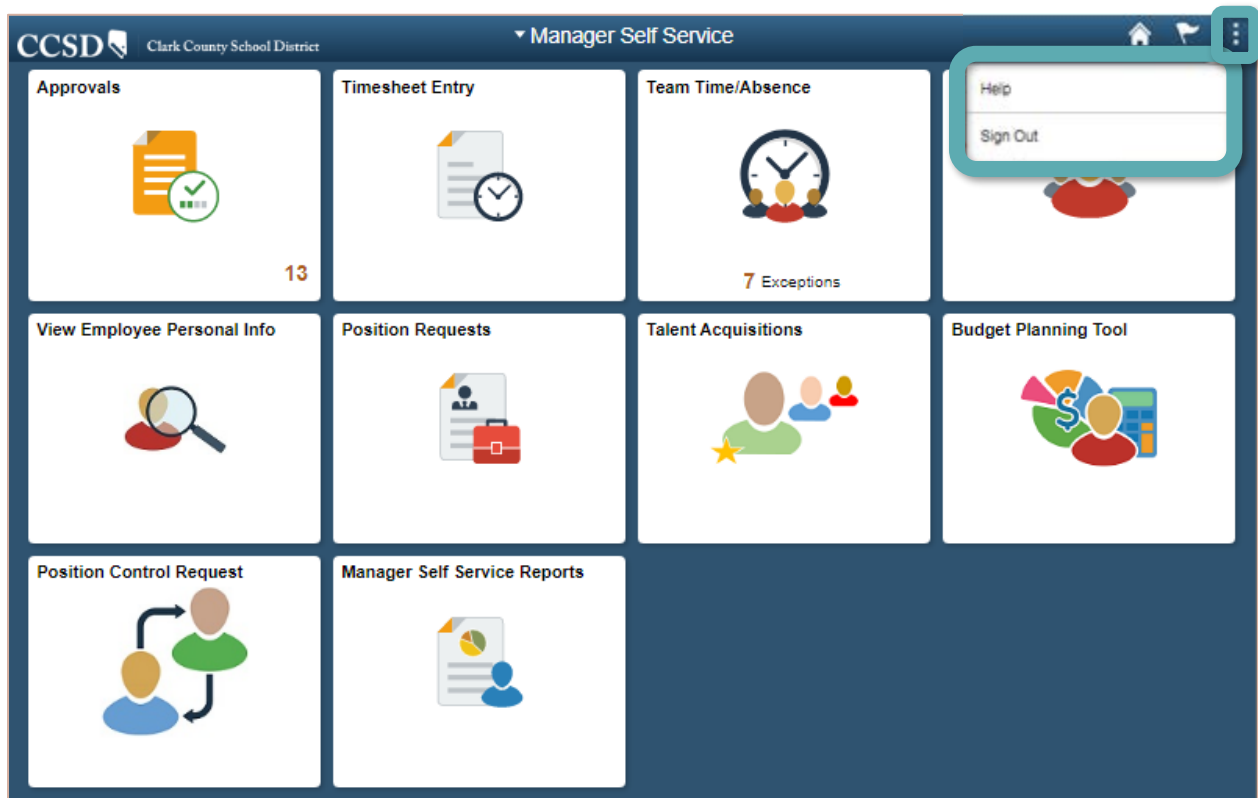 CCSD Clark County School District
Manager Self Service
Help
Sign Out
Approvals
13
Timesheet Entry
Team Time/Absence
7 Exceptions
View Employee Personal Info
Position Requests
Talent Acquisitions
Budget Planning Tool
$
Position Control Request
Manager Self Service Reports